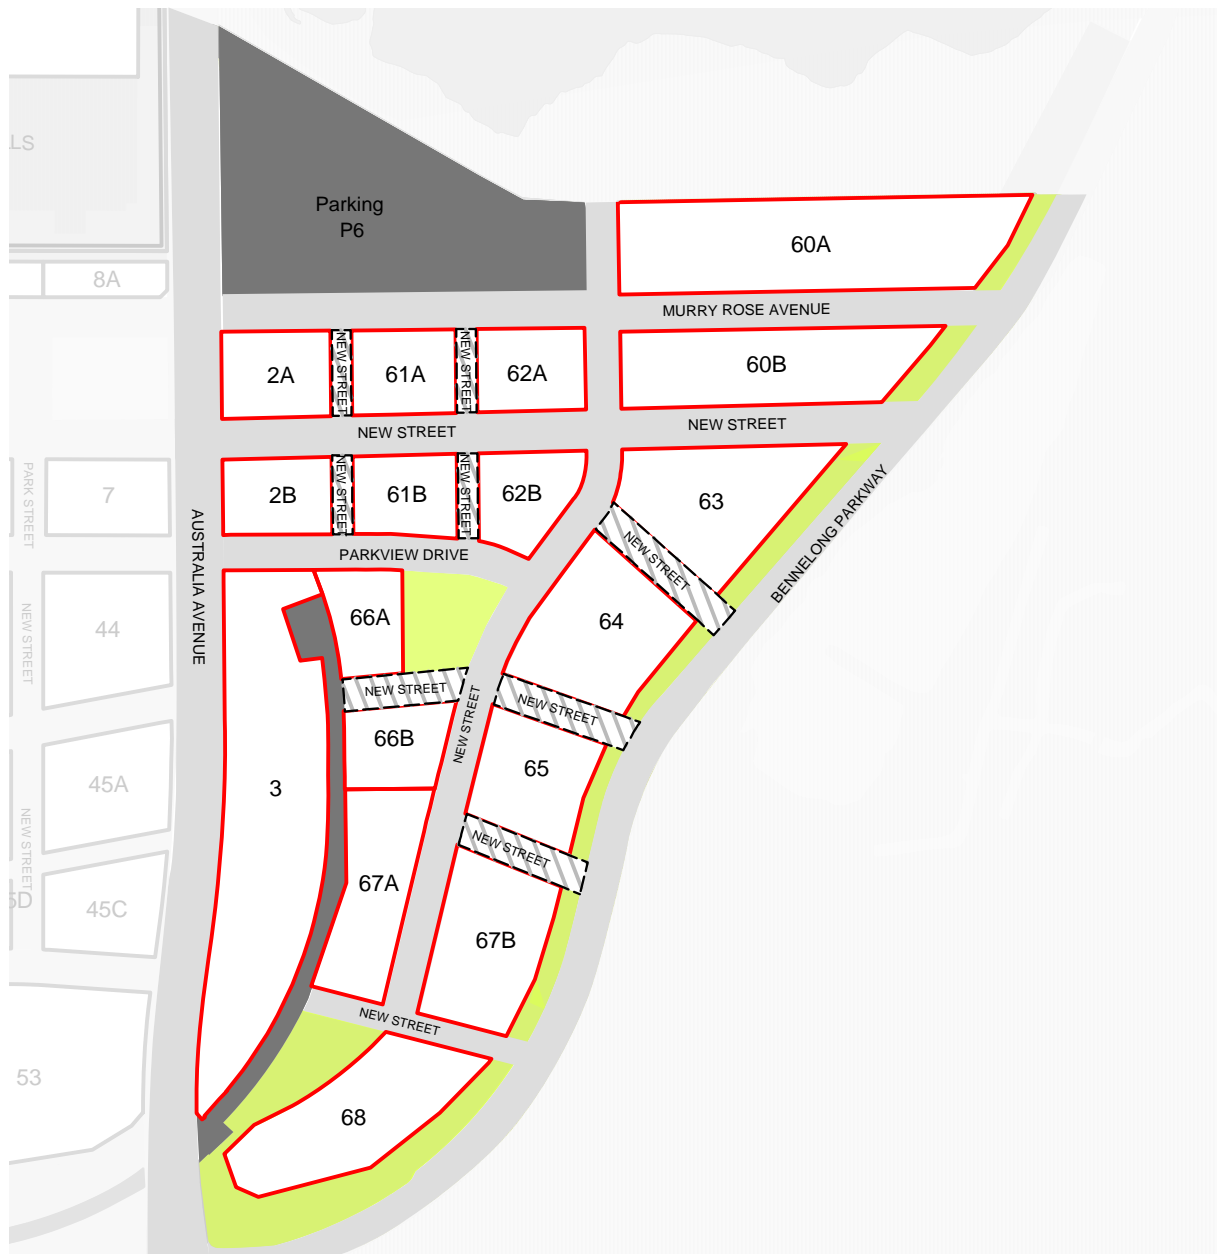 LS
Parking
P6
60A
8A
MURRY ROSE AVENUE
2A
NEW STREET
61A
NEW STREET
62A
60B
NEW STREET
NEW STREET
PARK STREET
7
2B
NEW STREET
61B
NEW STREET
62B
63
BENNELONG PARKWAY
AUSTRALIA AVENUE
PARKVIEW DRIVE
NEW STREET
NEW STREET
44
66A
64
NEW STREET
NEW STREET
NEW STREET
66B
45A
3
65
NEW STREET
NEW STREET
67A
5D
45C
67B
NEW STREET
53
68